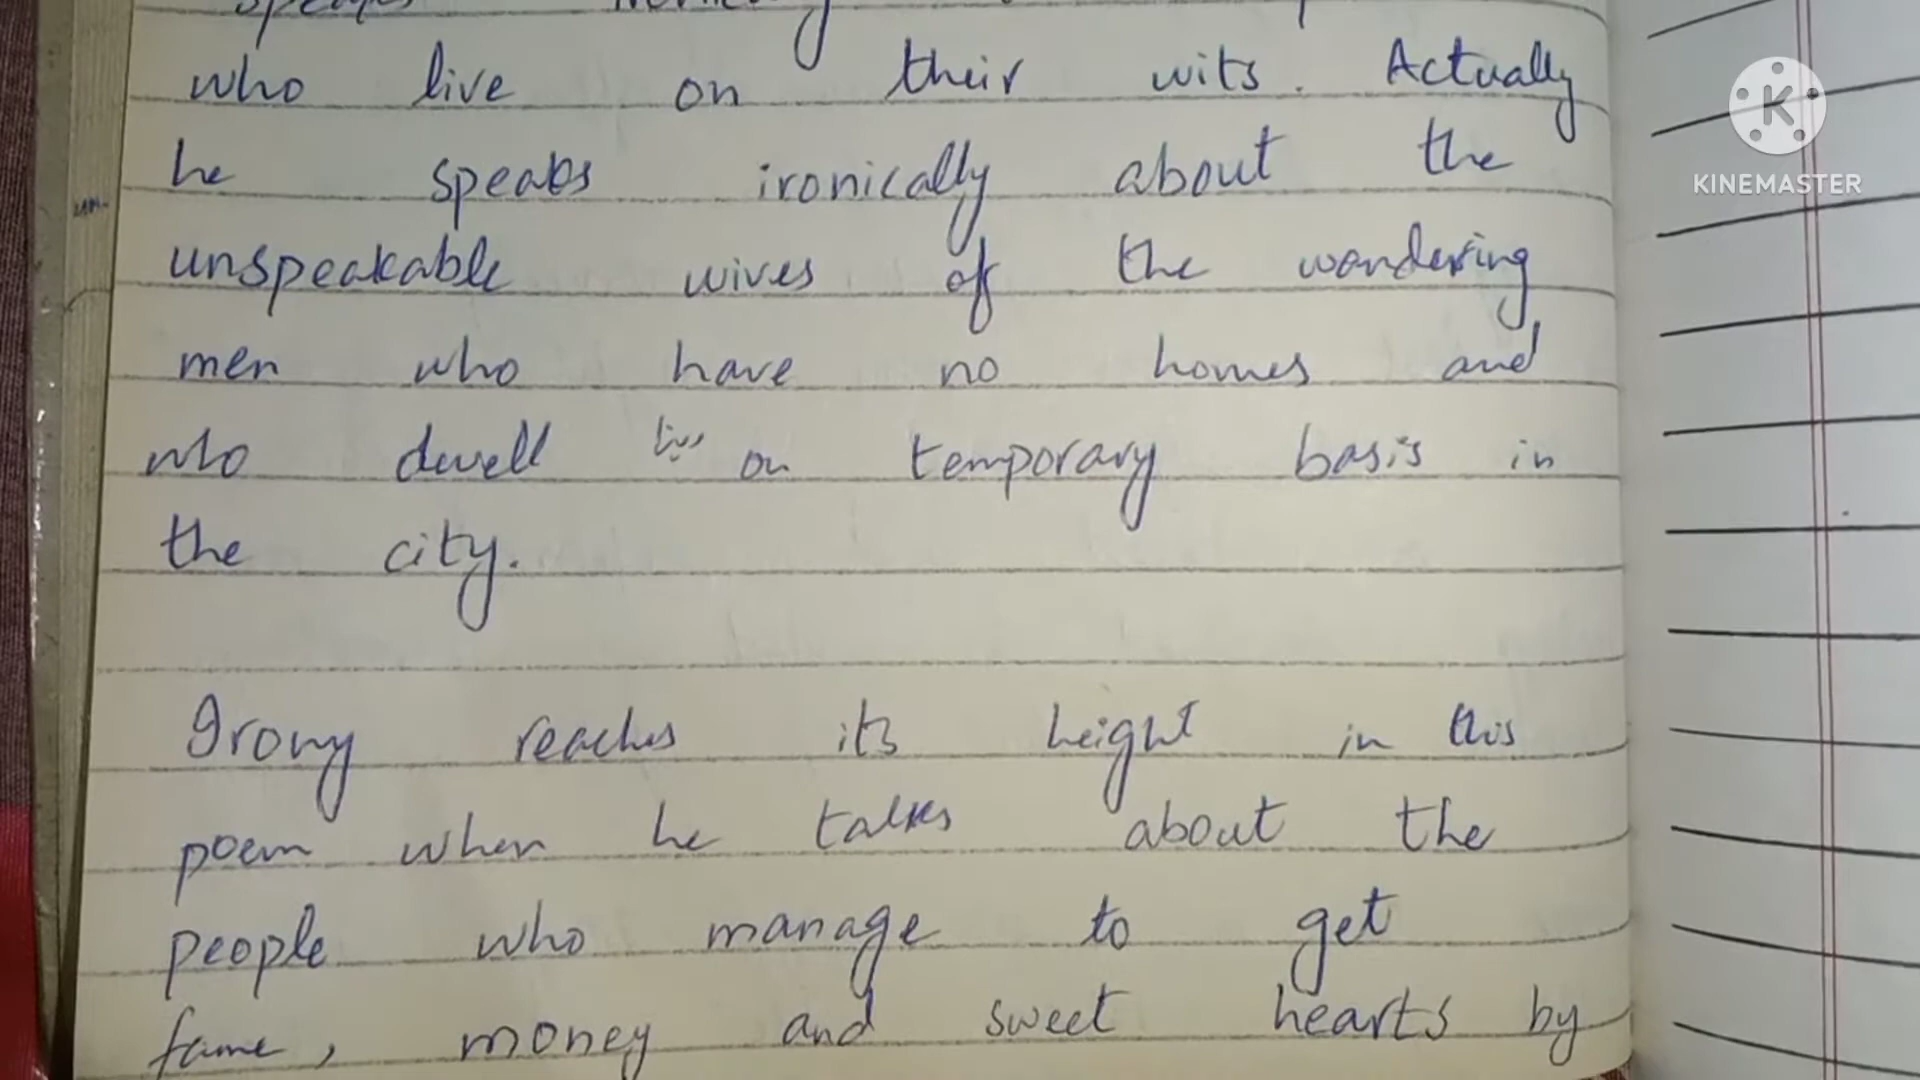 speaks
who live on their wits. Actually
he speaks ironically about the
unspeakable wives of the wandering
men who have no homes and
who dwell on temporary basis in
the city.
Irony reaches its height in this
poem when he talks about the
people who manage to get
fame, money and sweet hearts by
K
KINEMASTER